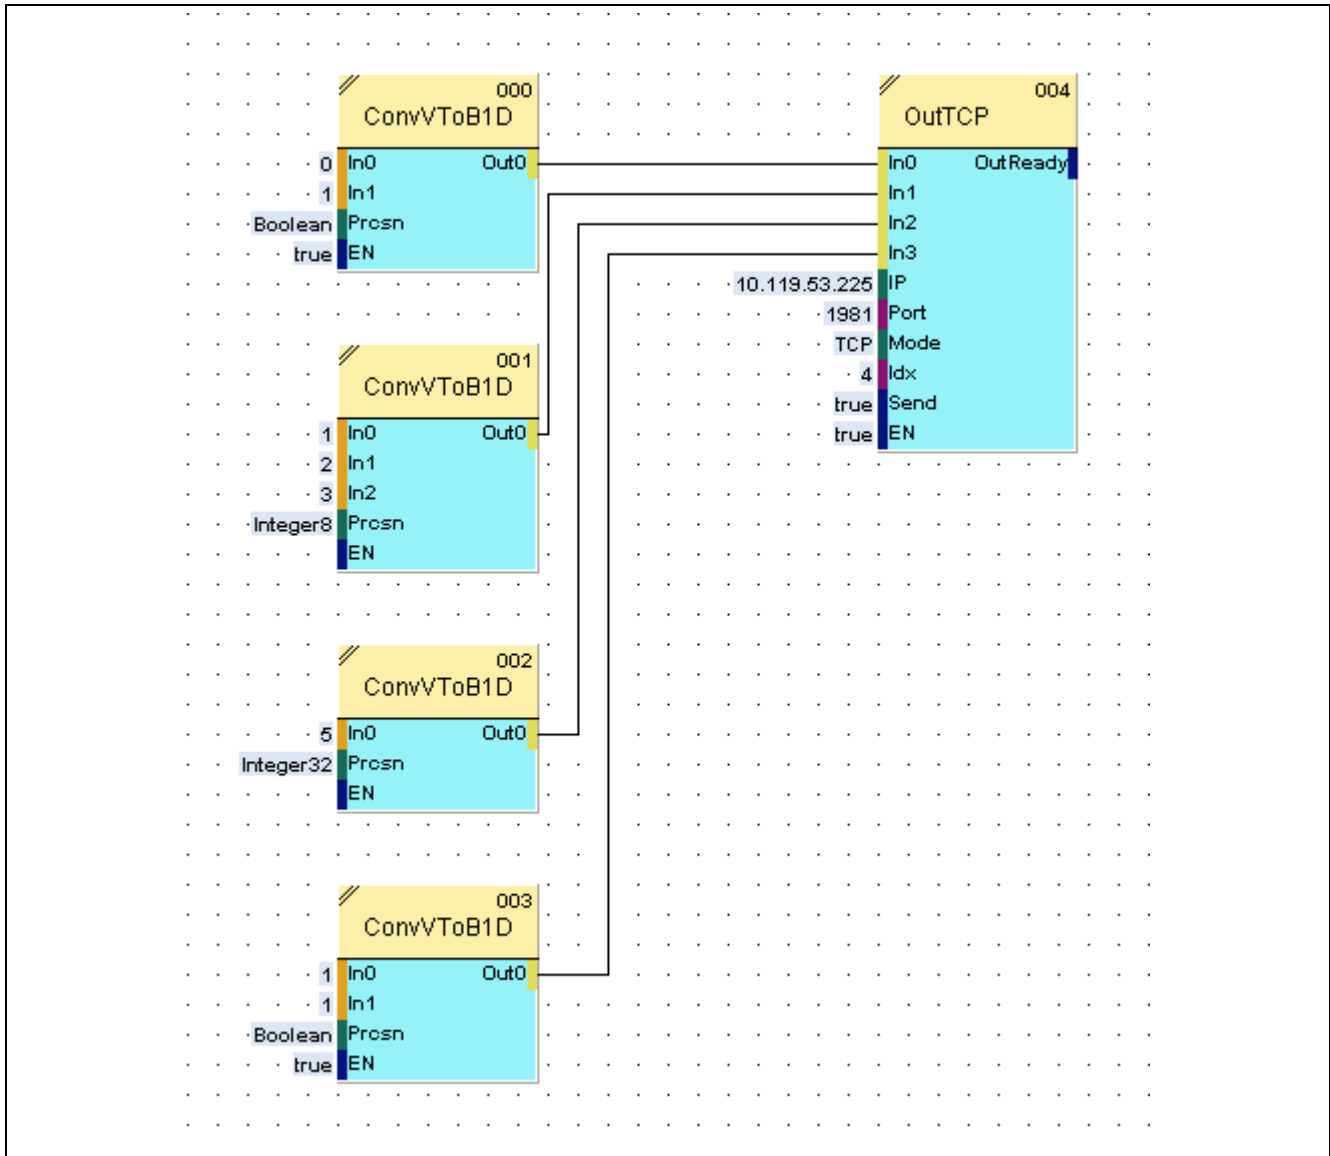 000
ConvVToB1D
0 In0 Out0
1 In1
Boolean Prcsn
true EN
004
OutTCP
In0 OutReady
In1
In2
In3
10.119.53.225 IP
1981 Port
TCP Mode
4 Idx
true Send
true EN
001
ConvVToB1D
1 In0 Out0
2 In1
3 In2
Integer8 Prcsn
EN
002
ConvVToB1D
5 In0 Out0
Integer32 Prcsn
EN
003
ConvVToB1D
1 In0 Out0
1 In1
Boolean Prcsn
true EN